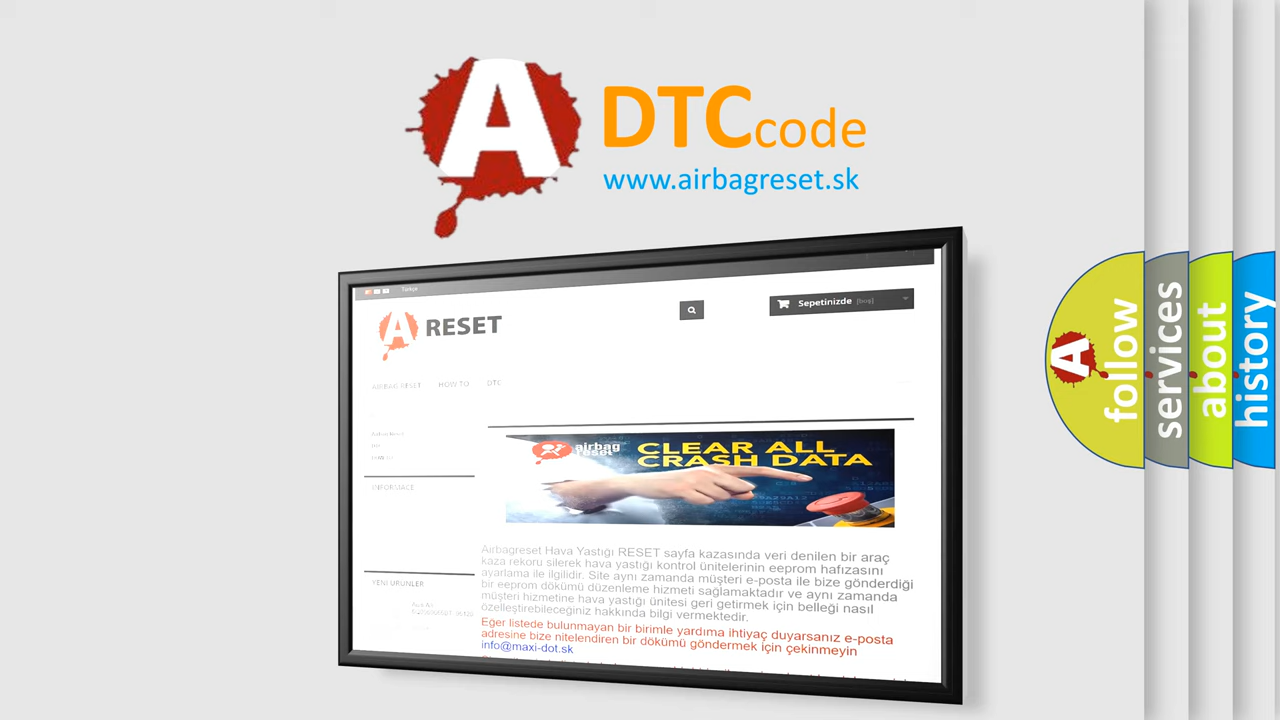 A DTCcode
www.airbagreset.sk
Türkçe
A RESET
Sepetinizde (boş)
AIRBAG RESET HOW TO DTC
INFORMACE
airbag
reset
CLEAR ALL
CRASH DATA
Airbagreset Hava Yastığı RESET sayfa kazasında veri denilen bir araç
kaza rekoru silerek hava yastığı kontrol ünitelerinin eeprom hafızasını
ayarlama ile ilgilidir. Site aynı zamanda müşteri e-posta ile bize gönderdiği
bir eeprom dökümü düzenleme hizmeti sağlamaktadır ve aynı zamanda
müşteri hizmetine hava yastığı ünitesi geri getirmek için belleği nasıl
özelleştirebileceğiniz hakkında bilgi vermektedir.
Eğer listede bulunmayan bir birimle yardıma ihtiyaç duyarsanız e-posta
adresine bize nitelendiren bir dökümü göndermek için çekinmeyin
info@maxi-dot.sk
YENI ÜRÜNLER
A
follow
services
about
history